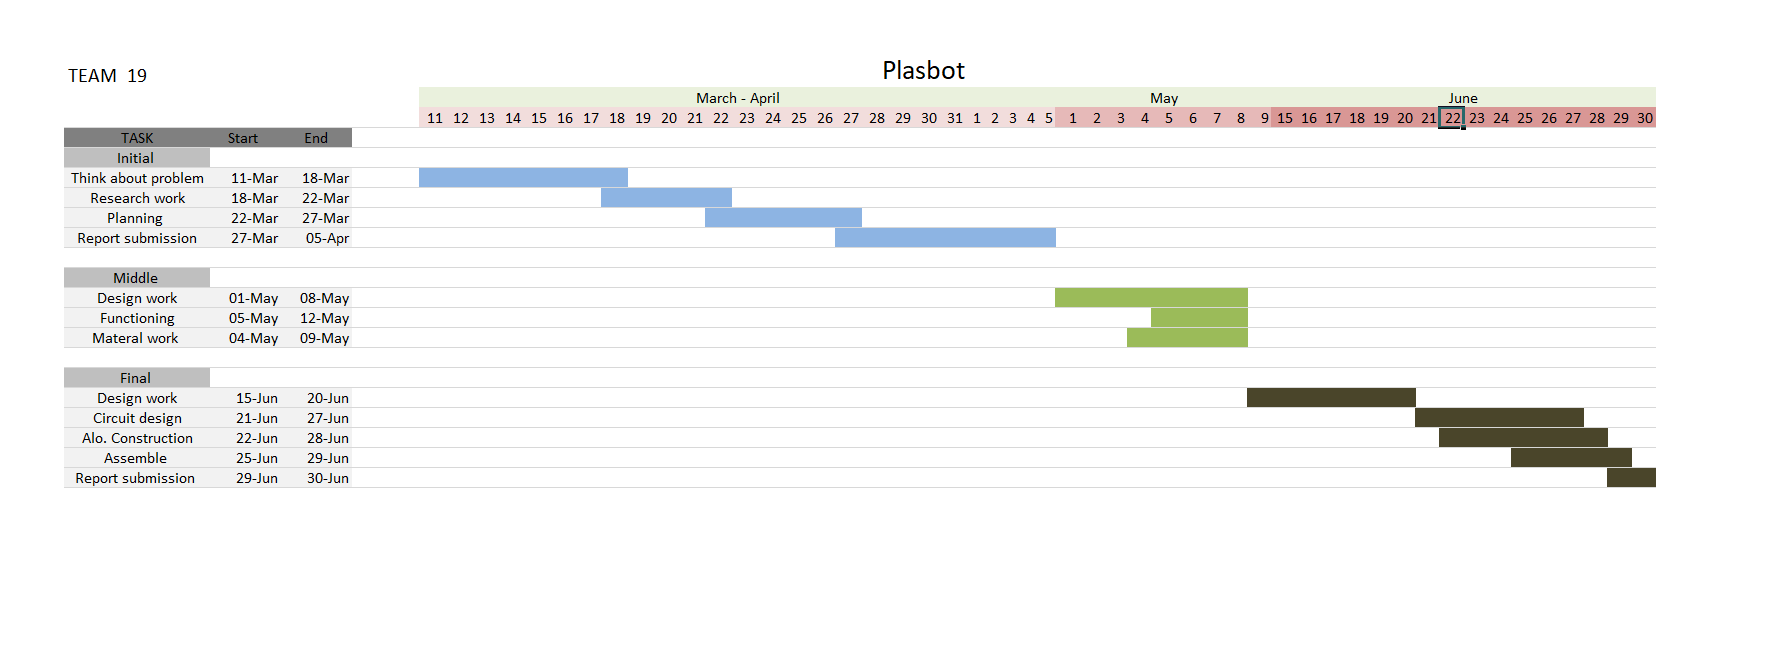 Plasbot
TEAM 19
March - April May June
11 12 13 14 15 16 17 18 19 20 21 22 23 24 25 26 27 28 29 30 31 1 2 3 4 5 1 2 3 4 5 6 7 8 9 15 16 17 18 19 20 21 22 23 24 25 26 27 28 29 30
TASK Start End
Initial
Think about problem 11-Mar 18-Mar
Research work 18-Mar 22-Mar
Planning 22-Mar 27-Mar
Report submission 27-Mar 05-Apr
Middle
Design work 01-May 08-May
Functioning 05-May 12-May
Materal work 04-May 09-May
Final
Design work 15-Jun 20-Jun
Circuit design 21-Jun 27-Jun
Alo. Construction 22-Jun 28-Jun
Assemble 25-Jun 29-Jun
Report submission 29-Jun 30-Jun